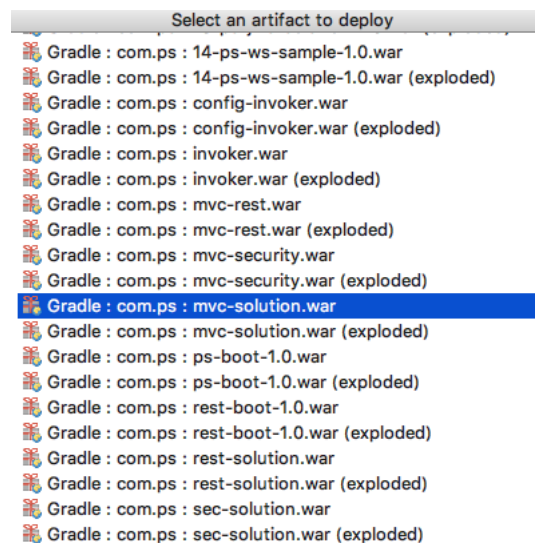 Select an artifact to deploy
Gradle : com.ps : 14-ps-ws-sample-1.0.war
Gradle : com.ps : 14-ps-ws-sample-1.0.war (exploded)
Gradle : com.ps : config-invoker.war
Gradle : com.ps : config-invoker.war (exploded)
Gradle : com.ps : invoker.war
Gradle : com.ps : invoker.war (exploded)
Gradle : com.ps : mvc-rest.war
Gradle : com.ps : mvc-rest.war (exploded)
Gradle : com.ps : mvc-security.war
Gradle : com.ps : mvc-security.war (exploded)
Gradle : com.ps : mvc-solution.war
Gradle : com.ps : mvc-solution.war (exploded)
Gradle : com.ps : ps-boot-1.0.war
Gradle : com.ps : ps-boot-1.0.war (exploded)
Gradle : com.ps : rest-boot-1.0.war
Gradle : com.ps : rest-boot-1.0.war (exploded)
Gradle : com.ps : rest-solution.war
Gradle : com.ps : rest-solution.war (exploded)
Gradle : com.ps : sec-solution.war
Gradle : com.ps : sec-solution.war (exploded)